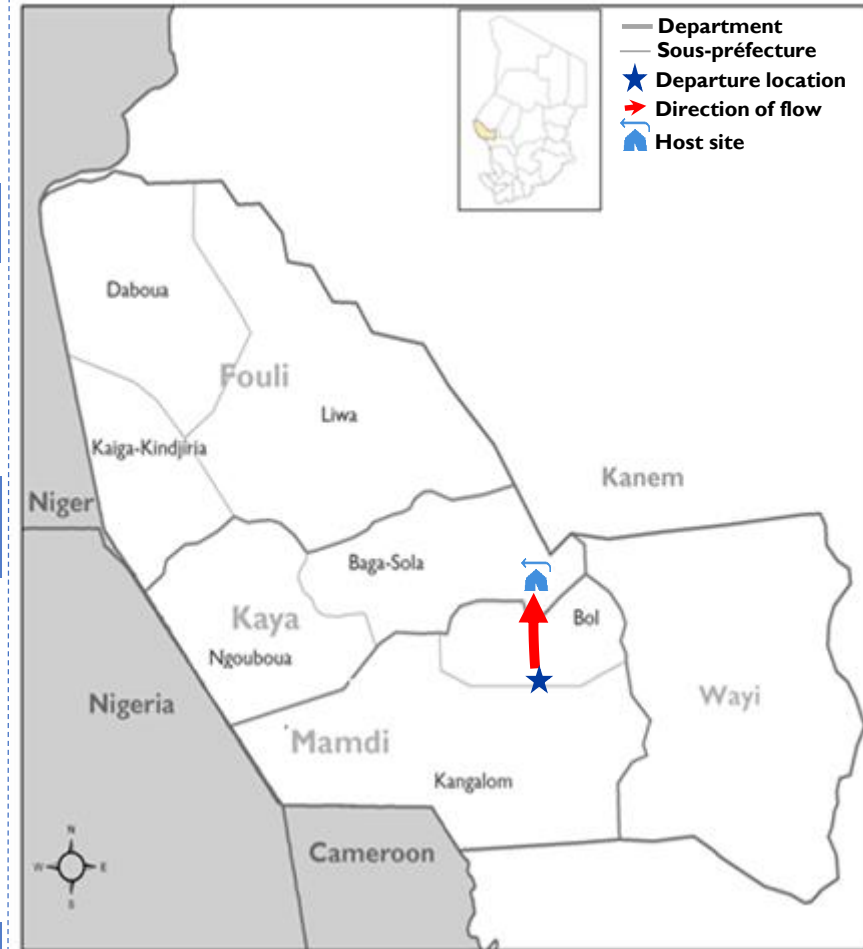 Department
Sous-préfecture
Departure location
Direction of flow
Host site
Daboua
Fouli
Liwa
Kaiga-Kindjiria
Kanem
Niger
Baga-Sola
Kaya
Bol
Ngouboua
Nigeria
Wayi
Mamdi
Kangalom
Cameroon
N
W
E
S